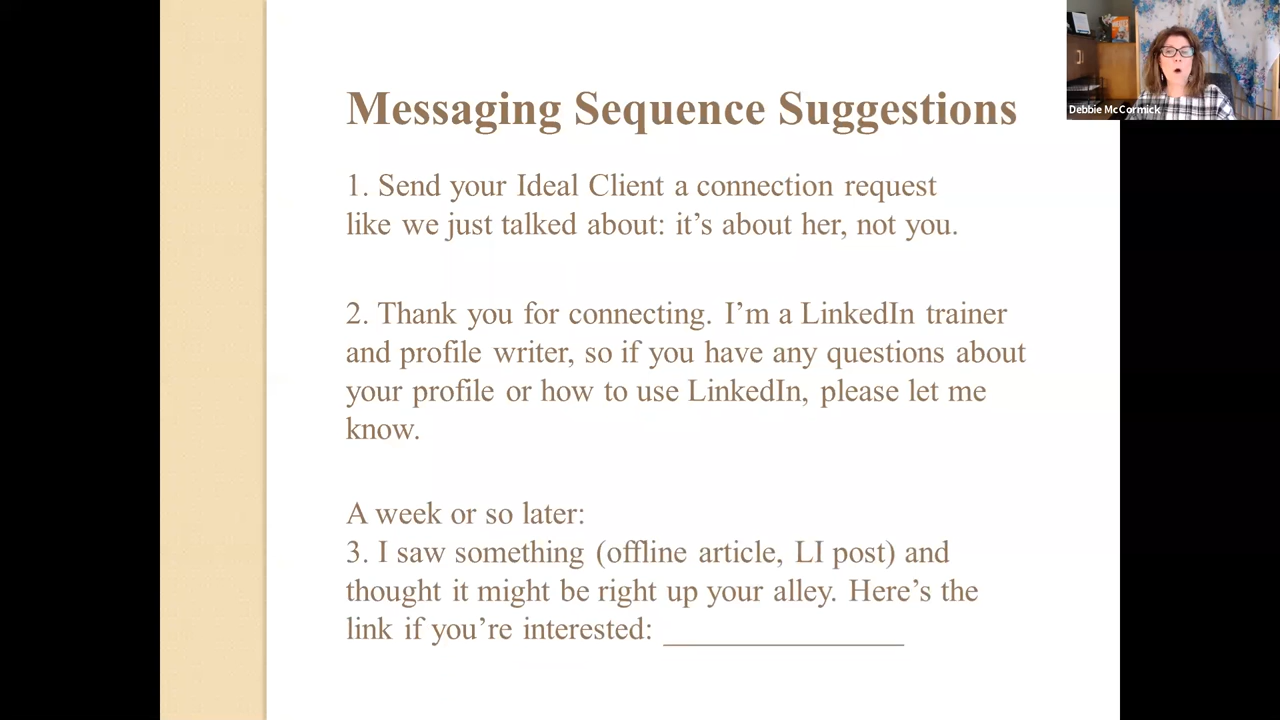 Messaging Sequence Suggestions
1. Send your Ideal Client a connection request
like we just talked about: it’s about her, not you.
2. Thank you for connecting. I’m a LinkedIn trainer
and profile writer, so if you have any questions about
your profile or how to use LinkedIn, please let me
know.
A week or so later:
3. I saw something (offline article, LI post) and
thought it might be right up your alley. Here’s the
link if you’re interested: _______________
Debbie McCormick